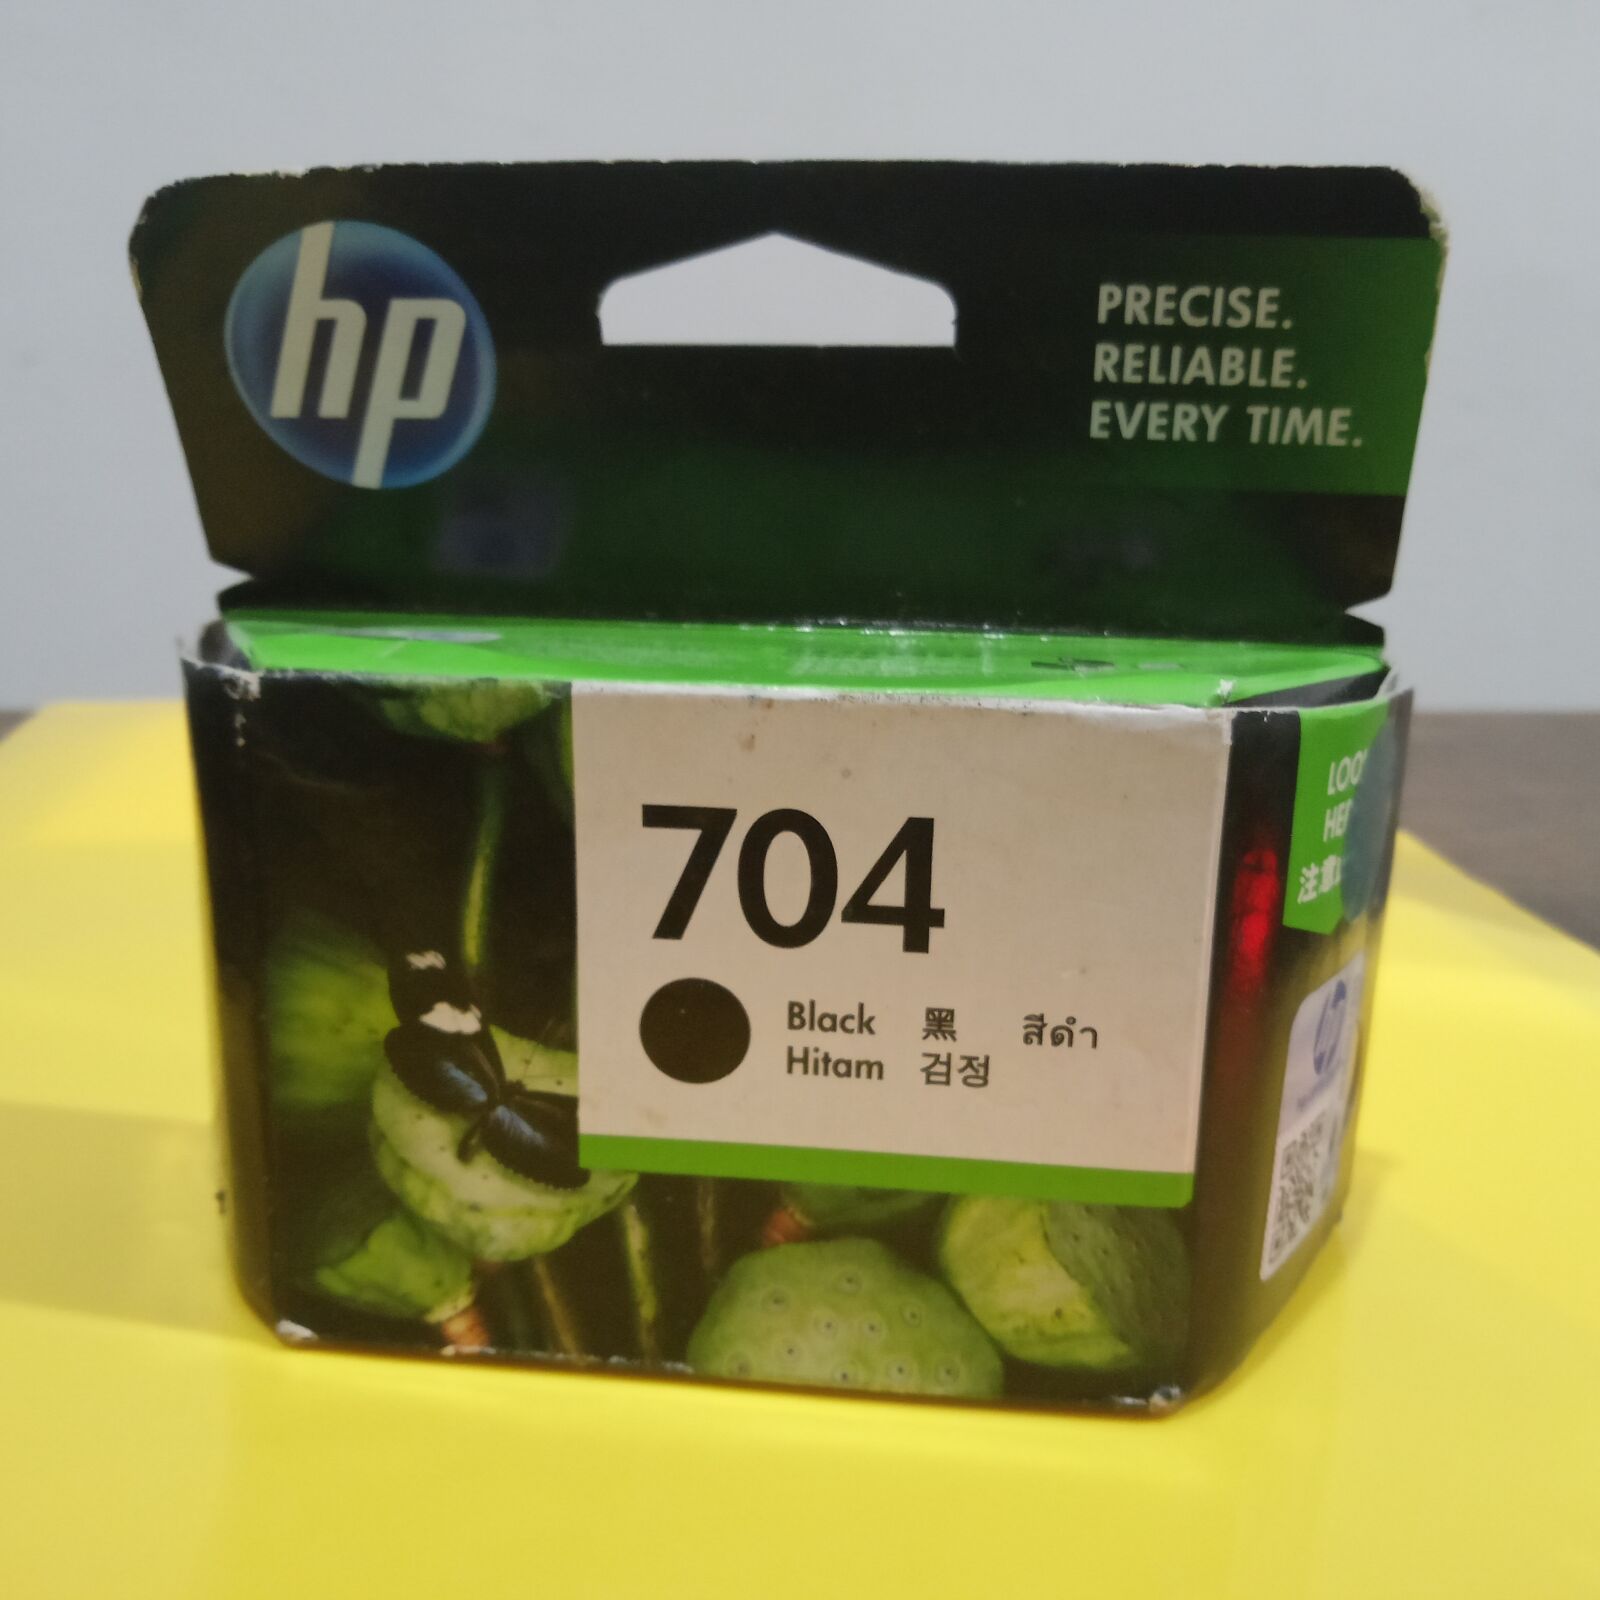 hp
PRECISE.
RELIABLE.
EVERY TIME.
704
Black 黑 สีดำ
Hitam 검정